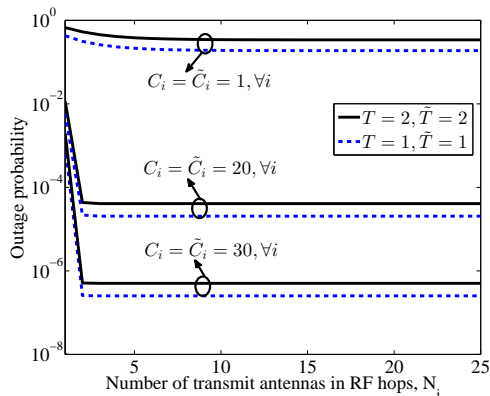 10^0
C_i = C̃_i = 1, ∀i
10^-2
T = 2, T̃ = 2
T = 1, T̃ = 1
Outage probability
C_i = C̃_i = 20, ∀i
10^-4
C_i = C̃_i = 30, ∀i
10^-6
10^-8
5 10 15 20 25
Number of transmit antennas in RF hops, N_i